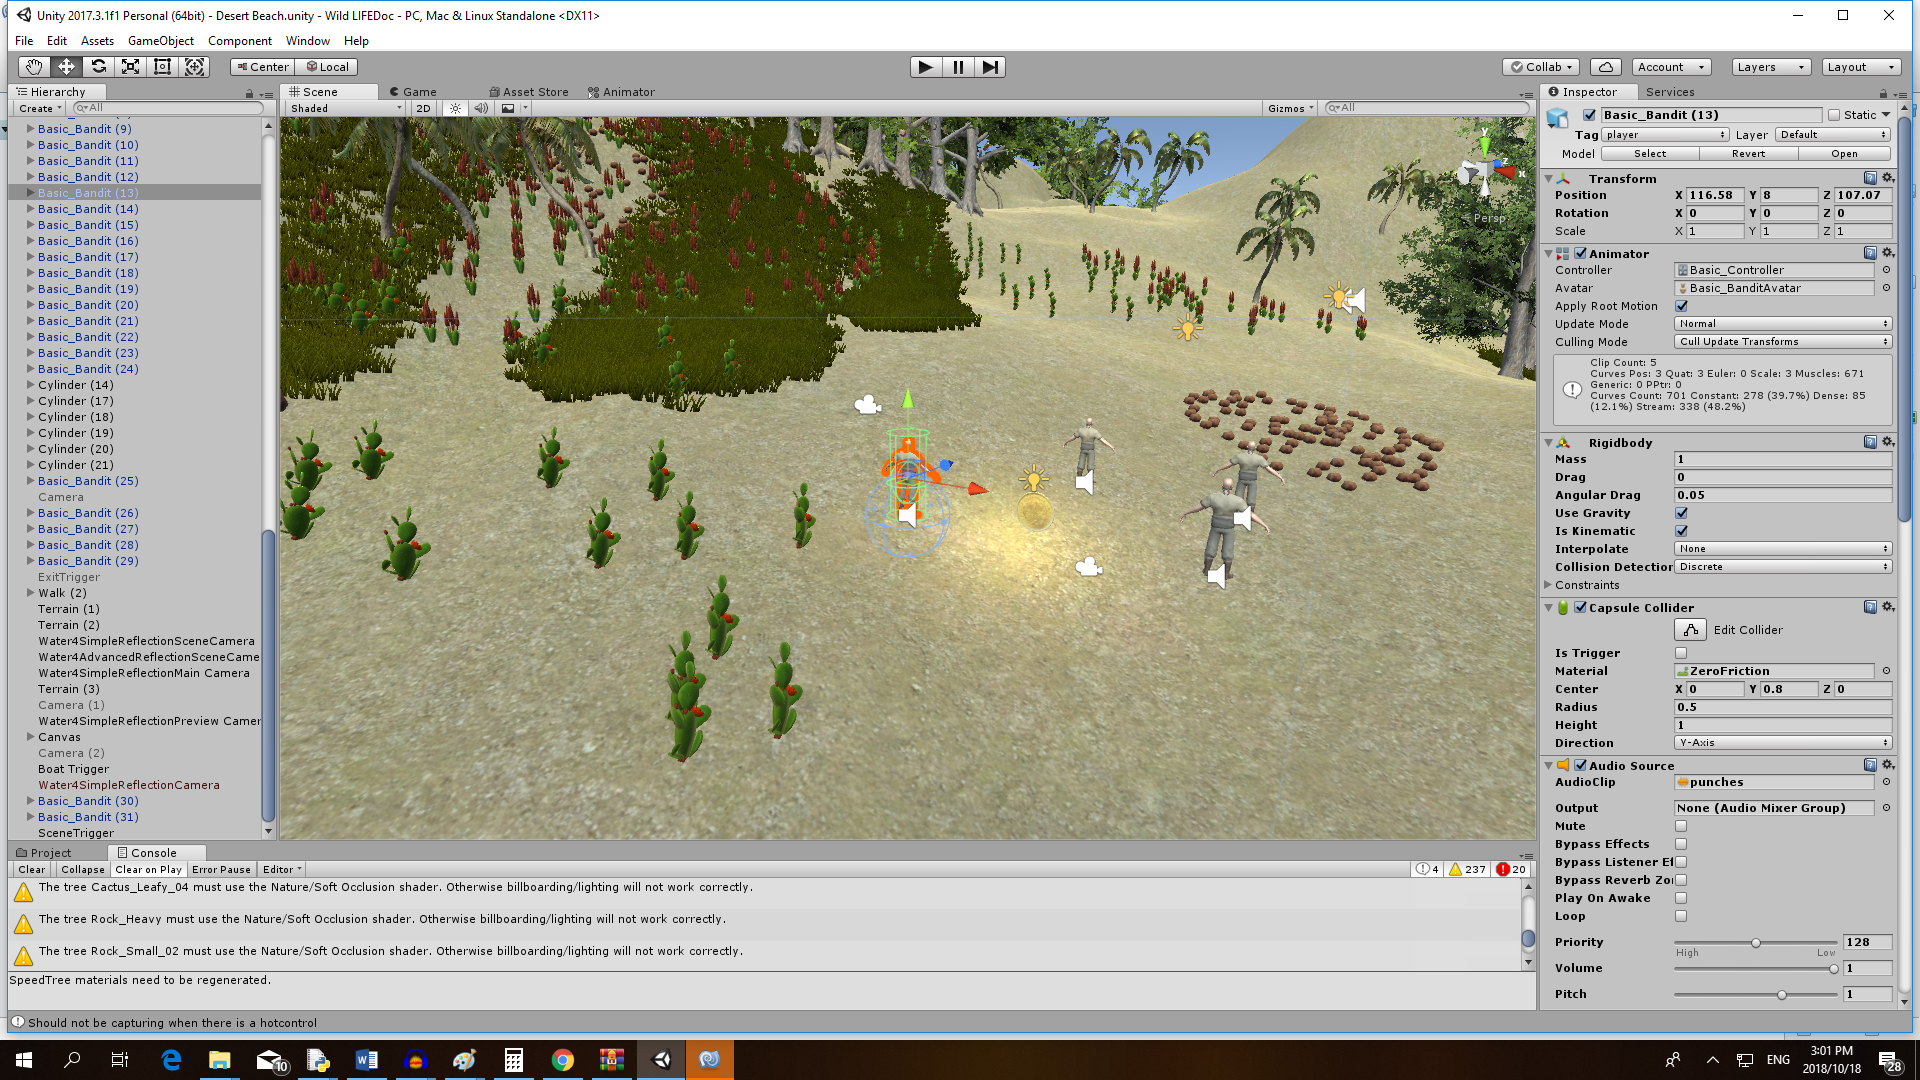 Unity 2017.3.1f1 Personal (64bit) - Desert Beach.unity - Wild LIFEDoc - PC, Mac & Linux Standalone <DX11>
File Edit Assets GameObject Component Window Help
Center Local Collab Account Layers Layout
Hierarchy
Create All
Basic_Bandit (9)
Basic_Bandit (10)
Basic_Bandit (11)
Basic_Bandit (12)
Basic_Bandit (13)
Basic_Bandit (14)
Basic_Bandit (15)
Basic_Bandit (16)
Basic_Bandit (17)
Basic_Bandit (18)
Basic_Bandit (19)
Basic_Bandit (20)
Basic_Bandit (21)
Basic_Bandit (22)
Basic_Bandit (23)
Basic_Bandit (24)
Cylinder (14)
Cylinder (17)
Cylinder (18)
Cylinder (19)
Cylinder (20)
Cylinder (21)
Basic_Bandit (25)
Camera
Basic_Bandit (26)
Basic_Bandit (27)
Basic_Bandit (28)
Basic_Bandit (29)
ExitTrigger
Walk (2)
Terrain (1)
Terrain (2)
Water4SimpleReflectionSceneCamera
Water4AdvancedReflectionSceneCame
Water4SimpleReflectionMain Camera
Terrain (3)
Camera (1)
Water4SimpleReflectionPreview Camer
Canvas
Camera (2)
Boat Trigger
Water4SimpleReflectionCamera
Basic_Bandit (30)
Basic_Bandit (31)
SceneTrigger
Scene Game Asset Store Animator
Shaded 2D Gizmos All
y
z
x
Persp
Inspector Services
Basic_Bandit (13) Static
Tag player Layer Default
Model Select Revert Open
Transform
Position X 116.58 Y 8 Z 107.07
Rotation X 0 Y 0 Z 0
Scale X 1 Y 1 Z 1
Animator
Controller Basic_Controller
Avatar Basic_BanditAvatar
Apply Root Motion
Update Mode Normal
Culling Mode Cull Update Transforms
Clip Count: 5
Curves Pos: 3 Quat: 3 Euler: 0 Scale: 3 Muscles: 671
Generic: 0 PPtr: 0
Curves Count: 701 Constant: 278 (39.7%) Dense: 85
(12.1%) Stream: 338 (48.2%)
Rigidbody
Mass 1
Drag 0
Angular Drag 0.05
Use Gravity
Is Kinematic
Interpolate None
Collision Detection Discrete
Constraints
Capsule Collider
Edit Collider
Is Trigger
Material ZeroFriction
Center X 0 Y 0.8 Z 0
Radius 0.5
Height 1
Direction Y-Axis
Audio Source
AudioClip punches
Output None (Audio Mixer Group)
Mute
Bypass Effects
Bypass Listener Ef
Bypass Reverb Zo
Play On Awake
Loop
Priority 128
High Low
Volume 1
Pitch 1
Project Console
Clear Collapse Clear on Play Error Pause Editor 4 237 20
The tree Cactus_Leafy_04 must use the Nature/Soft Occlusion shader. Otherwise billboarding/lighting will not work correctly.
The tree Rock_Heavy must use the Nature/Soft Occlusion shader. Otherwise billboarding/lighting will not work correctly.
The tree Rock_Small_02 must use the Nature/Soft Occlusion shader. Otherwise billboarding/lighting will not work correctly.
SpeedTree materials need to be regenerated.
Should not be capturing when there is a hotcontrol
10
ENG
3:01 PM
2018/10/18
28